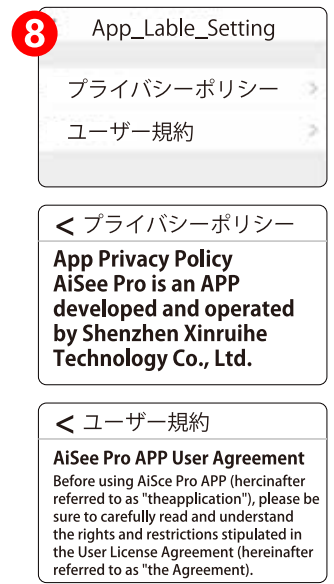 8
App_Lable_Setting
プライバシーポリシー >
ユーザー規約 >
< プライバシーポリシー
App Privacy Policy
AiSee Pro is an APP
developed and operated
by Shenzhen Xinruihe
Technology Co., Ltd.
< ユーザー規約
AiSee Pro APP User Agreement
Before using AiSce Pro APP (hercinafter
referred to as "theapplication"), please be
sure to carefully read and understand
the rights and restrictions stipulated in
the User License Agreement (hereinafter
referred to as "the Agreement).